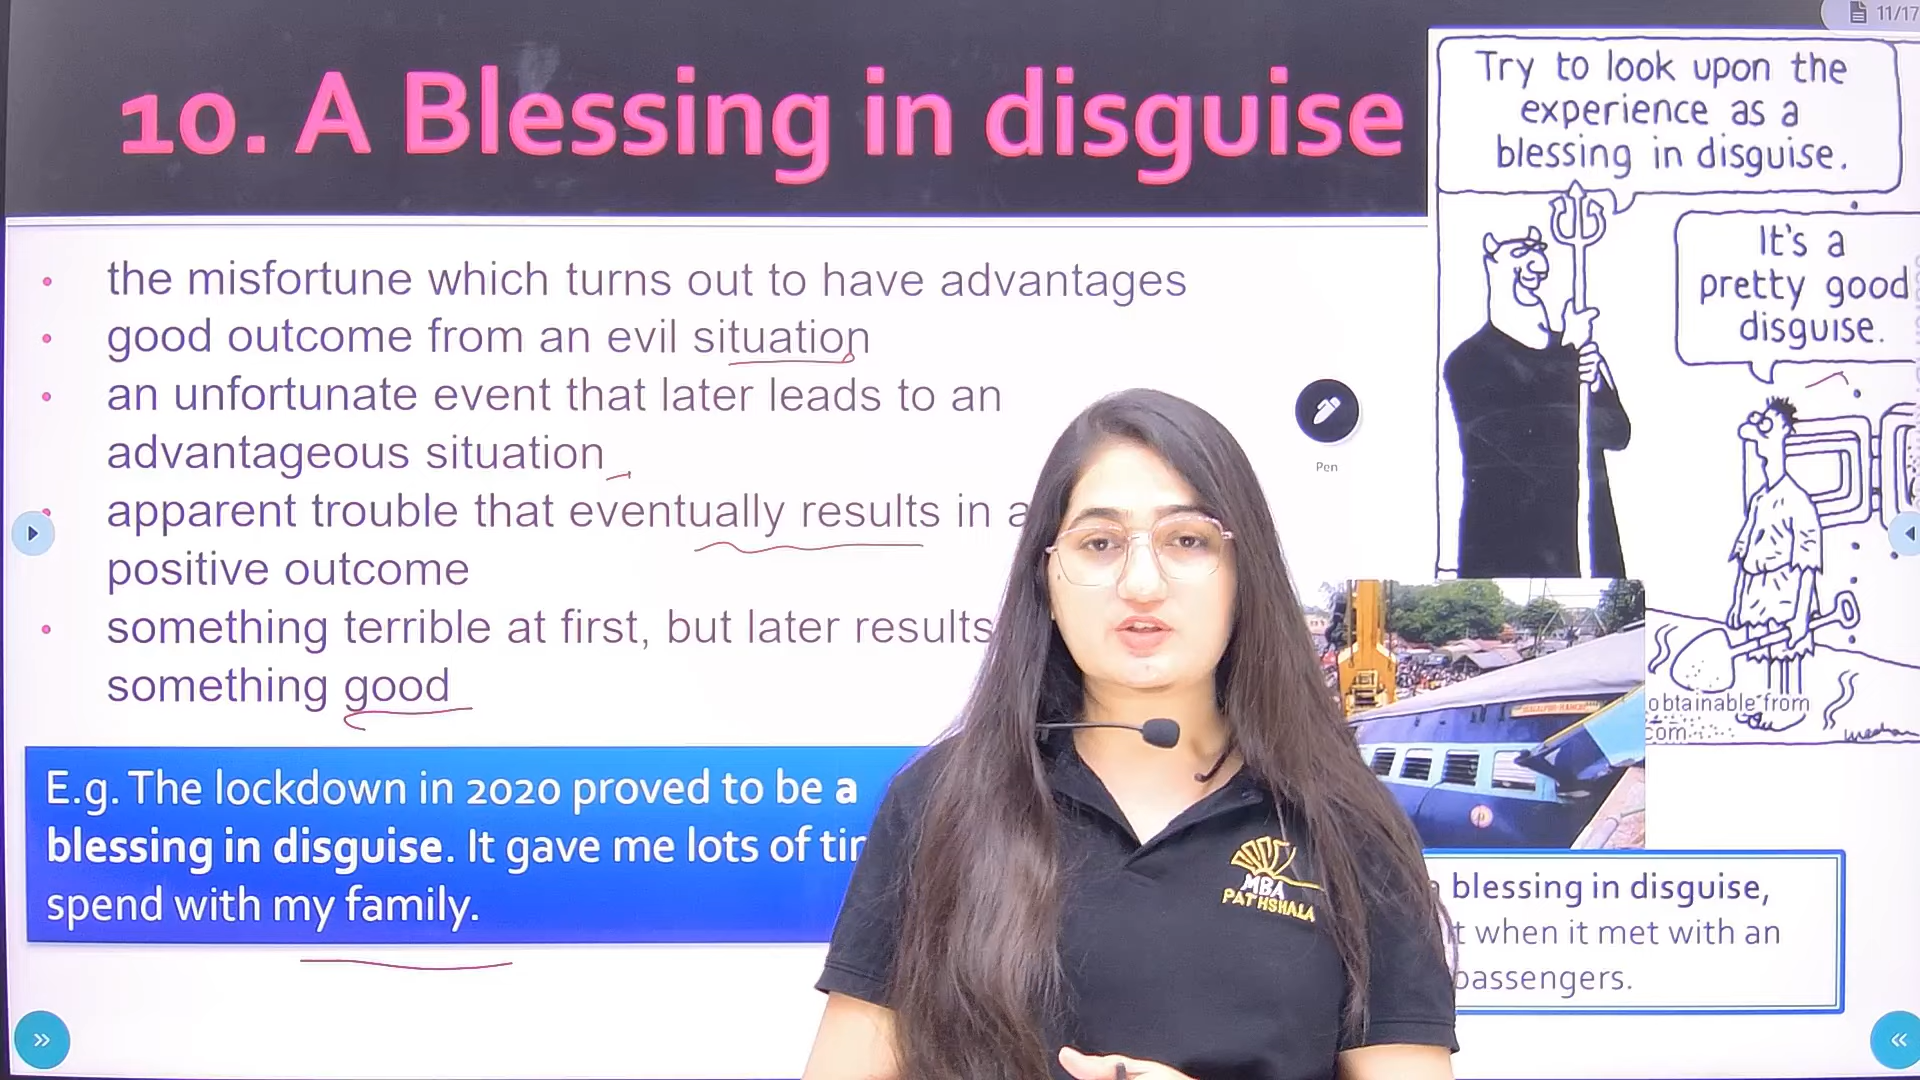 11/17
10. A Blessing in disguise
Try to look upon the
experience as a
blessing in disguise.
It's a
pretty good
disguise.
the misfortune which turns out to have advantages
good outcome from an evil situation
an unfortunate event that later leads to an
advantageous situation
apparent trouble that eventually results in a
positive outcome
something terrible at first, but later results
something good
Pen
E.g. The lockdown in 2020 proved to be a
blessing in disguise. It gave me lots of
spend with my family.
obtainable from
com
MBA
PATHSHALA
blessing in disguise,
when it met with an
passengers.